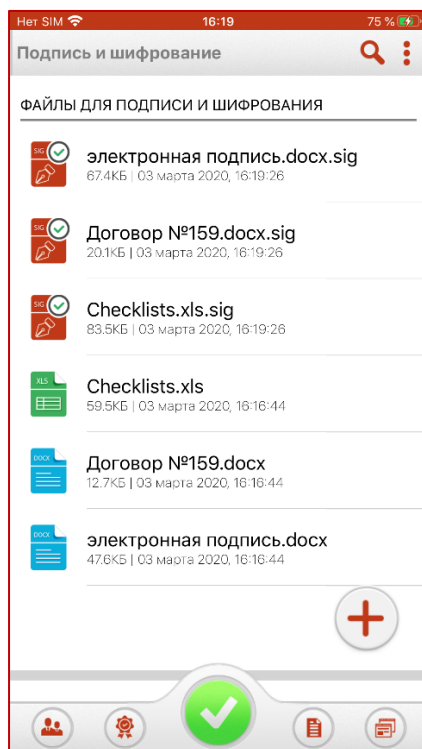 Нет SIM 16:19 75 %
Подпись и шифрование
ФАЙЛЫ ДЛЯ ПОДПИСИ И ШИФРОВАНИЯ
SIG
электронная подпись.docx.sig
67.4КБ | 03 марта 2020, 16:19:26
SIG
Договор №159.docx.sig
20.1КБ | 03 марта 2020, 16:19:26
SIG
Checklists.xls.sig
83.5КБ | 03 марта 2020, 16:19:26
XLS
Checklists.xls
59.5КБ | 03 марта 2020, 16:16:44
DOCX
Договор №159.docx
12.7КБ | 03 марта 2020, 16:16:44
DOCX
электронная подпись.docx
47.6КБ | 03 марта 2020, 16:16:44